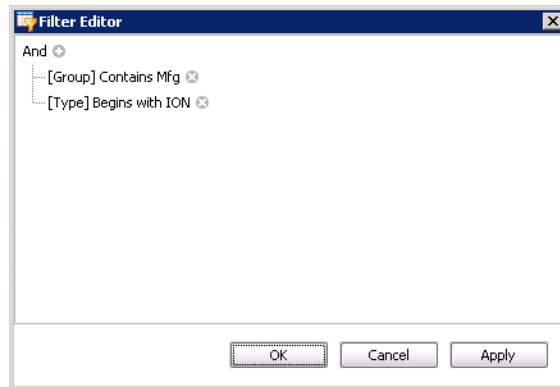 Filter Editor
And
[Group] Contains Mfg
[Type] Begins with ION
OK Cancel Apply